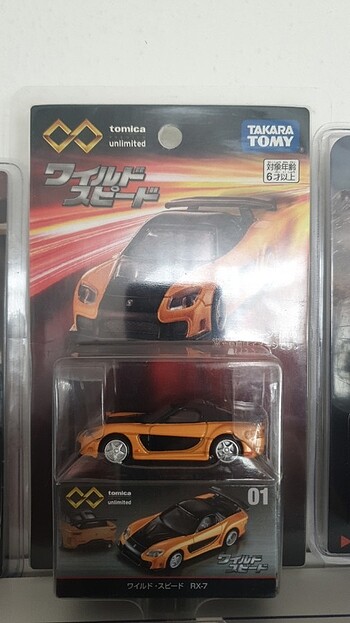 tomica
unlimited
TAKARA
TOMY
対象年齢
6才以上
ワイルド
スピード
tomica
unlimited
01
ワイルド
スピード
ワイルド・スピード RX-7